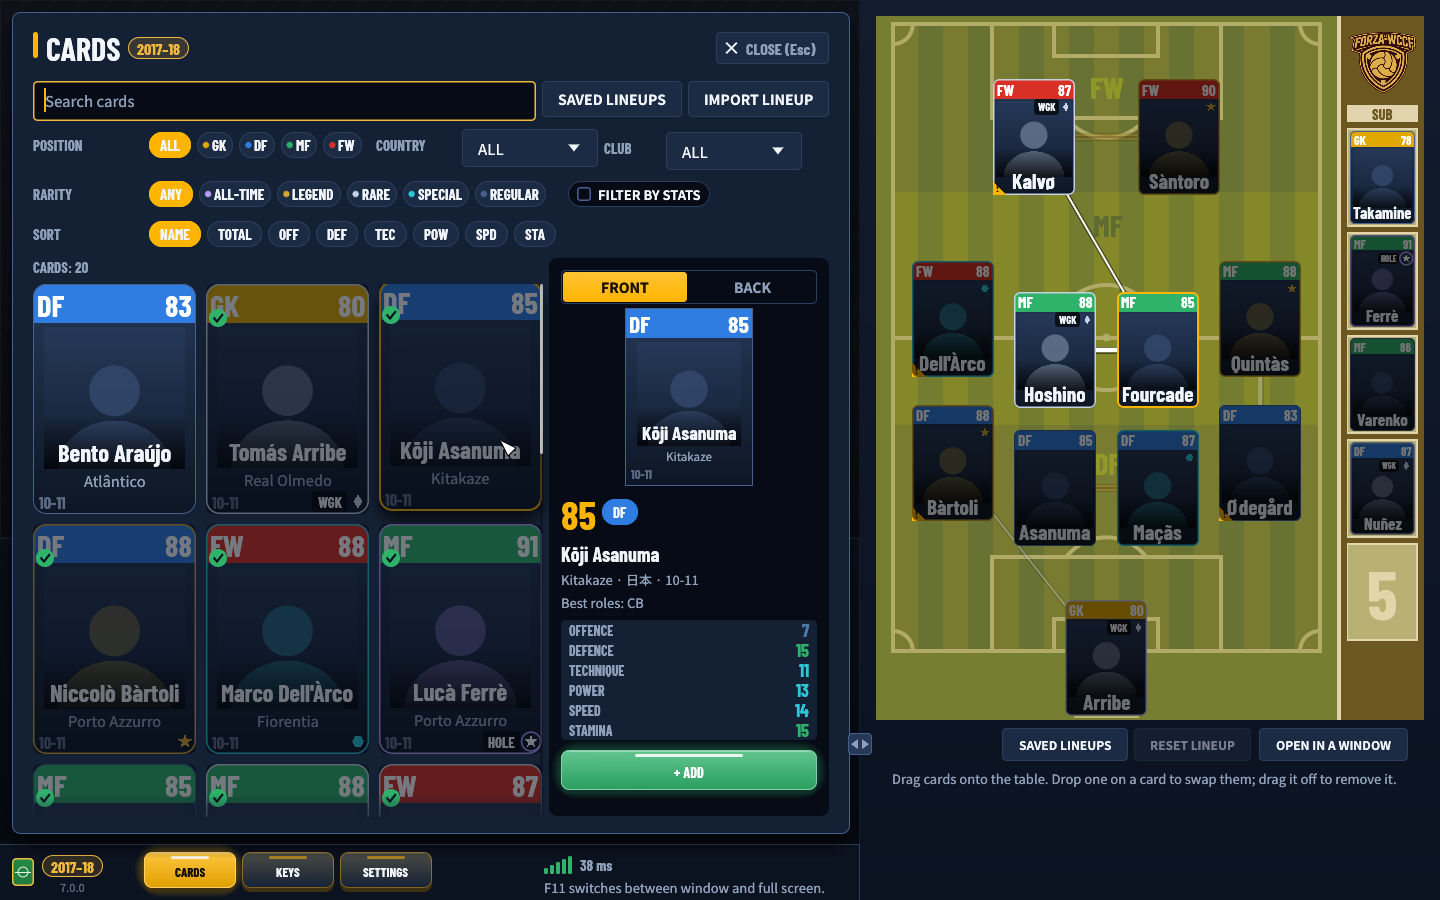 CARDS 2017–18
CLOSE (Esc)
Search cards
SAVED LINEUPS
IMPORT LINEUP
POSITION ALL GK DF MF FW COUNTRY ALL CLUB ALL
RARITY ANY ALL-TIME LEGEND RARE SPECIAL REGULAR FILTER BY STATS
SORT NAME TOTAL OFF DEF TEC POW SPD STA
CARDS: 20
DF 83
Bento Araújo
Atlântico
10-11
GK 80
Tomás Arribe
Real Olmedo
10-11 WGK
DF 85
Kōji Asanuma
Kitakaze
10-11
DF 88
Niccolò Bàrtoli
Porto Azzurro
10-11
FW 88
Marco Dell'Àrco
Fiorentia
10-11
MF 91
Lucà Ferrè
Porto Azzurro
10-11 HOLE
MF 85
MF 88
FW 87
FRONT BACK
DF 85
Kōji Asanuma
Kitakaze
10-11
85 DF
Kōji Asanuma
Kitakaze · 日本 · 10-11
Best roles: CB
OFFENCE 7
DEFENCE 15
TECHNIQUE 11
POWER 13
SPEED 14
STAMINA 15
+ ADD
2017–18
7.0.0
CARDS
KEYS
SETTINGS
38 ms
F11 switches between window and full screen.
FW
MF
DF
FW 87
WGK
Kalvø
FW 90
Sàntoro
FW 88
Dell'Àrco
MF 88
WGK
Hoshino
MF 85
Fourcade
MF 88
Quintàs
DF 88
Bàrtoli
DF 85
Asanuma
DF 87
Maçãs
DF 83
Ødegård
GK 80
WGK
Arribe
FORZA-WCCF
SUB
GK 78
Takamine
MF 91
HOLE
Ferrè
MF 86
Varenko
DF 87
WGK
Nuñez
5
SAVED LINEUPS
RESET LINEUP
OPEN IN A WINDOW
Drag cards onto the table. Drop one on a card to swap them; drag it off to remove it.